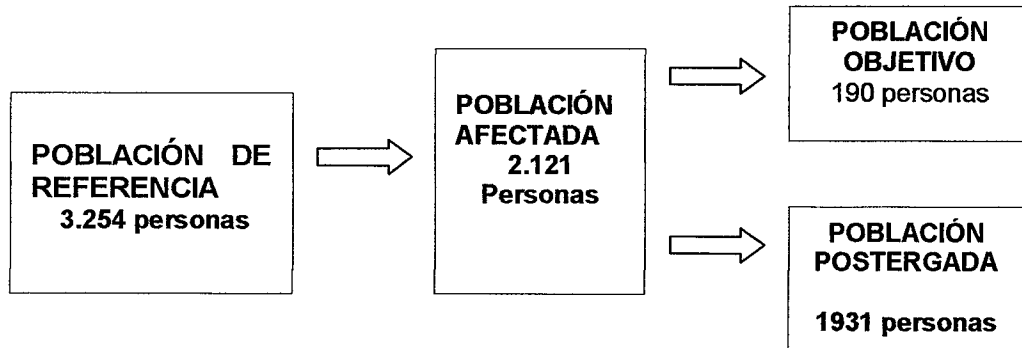 POBLACIÓN DE
REFERENCIA
3.254 personas
POBLACIÓN
AFECTADA
2.121
Personas
POBLACIÓN
OBJETIVO
190 personas
POBLACIÓN
POSTERGADA
1931 personas